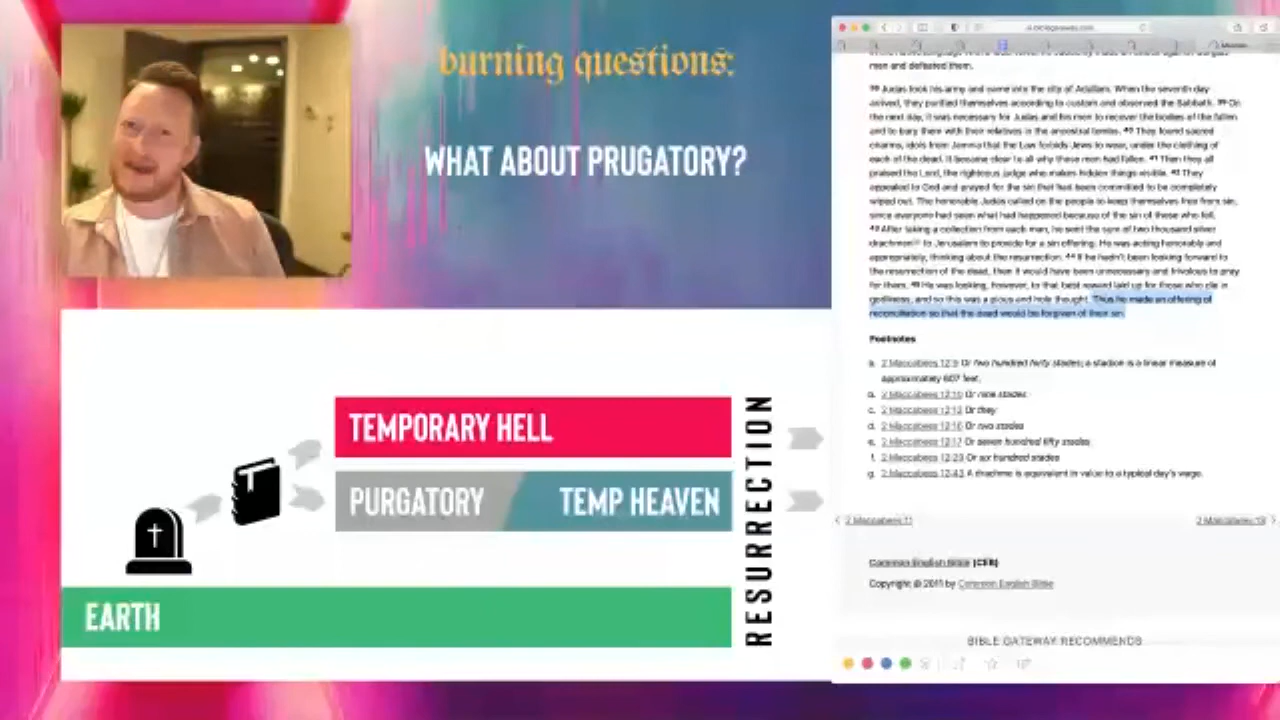 burning questions:
WHAT ABOUT PRUGATORY?
TEMPORARY HELL
PURGATORY
TEMP HEAVEN
RESURRECTION
EARTH
men and defeated them.
38 Judas took his army and came into the city of Adullam. When the seventh day
arrived, they purified themselves according to custom and observed the Sabbath. 39 On
the next day, it was necessary for Judas and his men to recover the bodies of the fallen
and to bury them with their relatives in the ancestral tombs. 40 They found sacred
charms, idols from Jamnia that the Law forbids Jews to wear, under the clothing of
each of the dead. It became clear to all why these men had fallen. 41 Then they all
praised the Lord, the righteous judge who makes hidden things visible. 42 They
appealed to God and prayed for the sin that had been committed to be completely
wiped out. The honorable Judas called on the people to keep themselves free from sin,
since everyone had seen what had happened because of the sin of those who fell.
43 After taking a collection from each man, he sent the sum of two thousand silver
drachmen to Jerusalem to provide for a sin offering. He was acting honorably and
appropriately, thinking about the resurrection. 44 If he hadn't been looking forward to
the resurrection of the dead, then it would have been unnecessary and frivolous to pray
for them. 45 He was looking, however, to that best reward laid up for those who die in
godliness, and so this was a pious and holy thought. Thus he made an offering of
reconciliation so that the dead would be forgiven of their sin.
Footnotes
a. 2 Maccabees 12:9 Or two hundred forty stades; a stadion is a linear measure of
approximately 607 feet.
b. 2 Maccabees 12:10 Or nine stades
c. 2 Maccabees 12:12 Or they
d. 2 Maccabees 12:16 Or two stades
e. 2 Maccabees 12:17 Or seven hundred fifty stades
f. 2 Maccabees 12:29 Or six hundred stades
g. 2 Maccabees 12:43 A drachme is equivalent in value to a typical day's wage.
2 Maccabees 11
2 Maccabees 13
Common English Bible (CEB)
Copyright © 2011 by Common English Bible
BIBLE GATEWAY RECOMMENDS